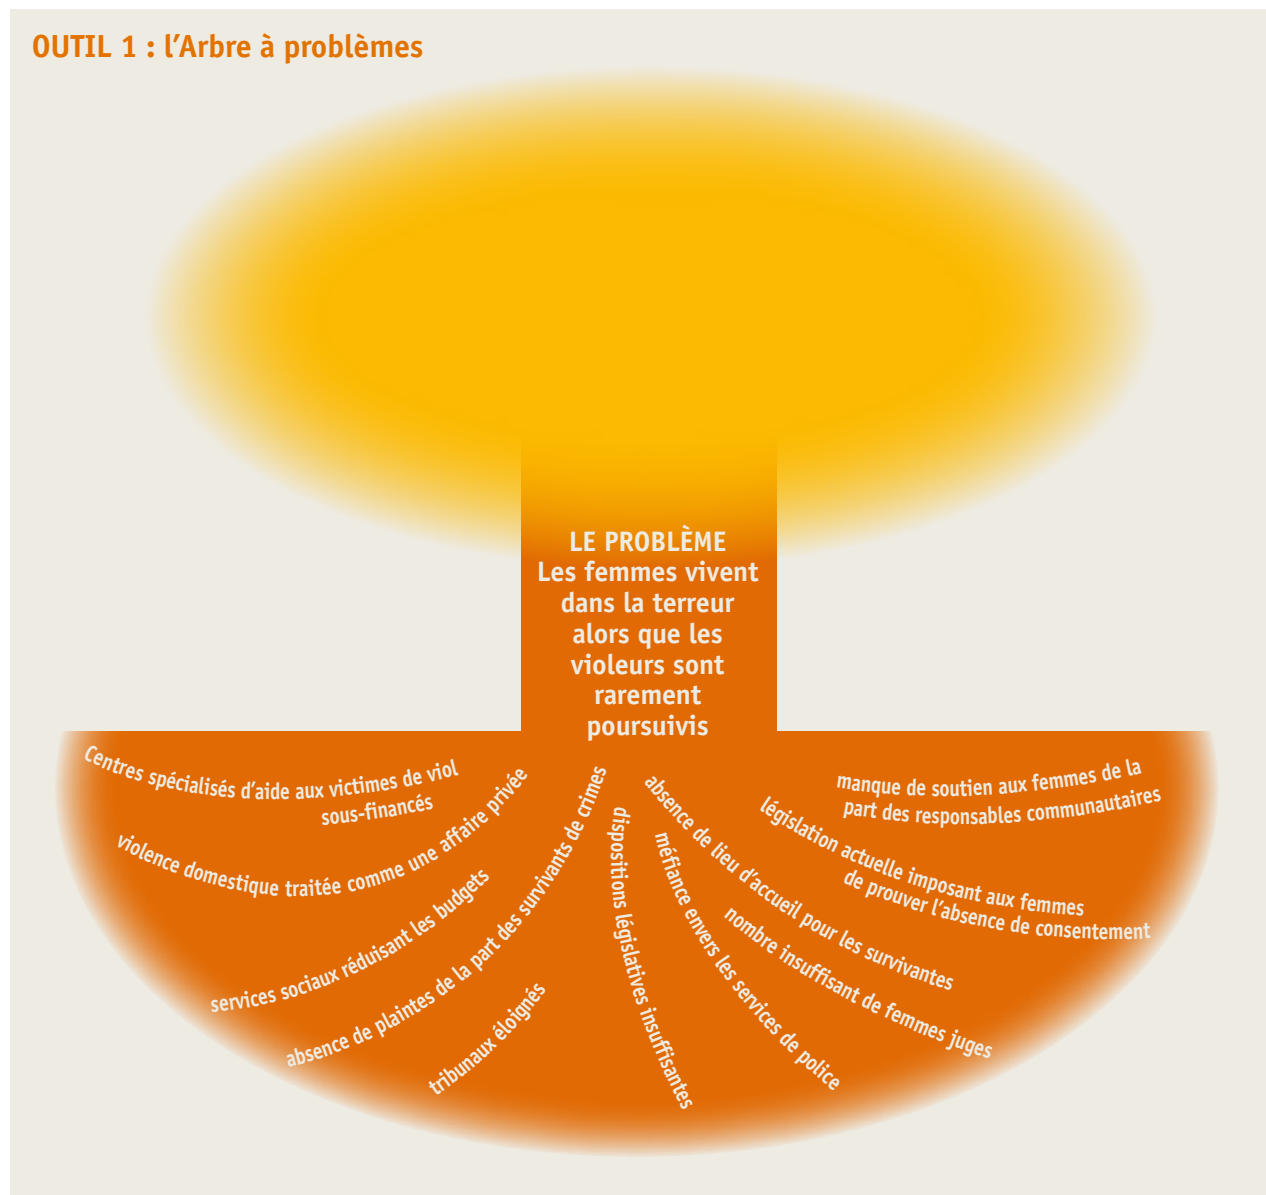 OUTIL 1 : l’Arbre à problèmes
LE PROBLÈME
Les femmes vivent
dans la terreur
alors que les
violeurs sont
rarement
poursuivis
Centres spécialisés d’aide aux victimes de viol
sous-financés
violence domestique traitée comme une affaire privée
services sociaux réduisant les budgets
absence de plaintes de la part des survivants de crimes
tribunaux éloignés
dispositions législatives insuffisantes
méfiance envers les services de police
absence de lieu d’accueil pour les survivantes
nombre insuffisant de femmes juges
législation actuelle imposant aux femmes
de prouver l’absence de consentement
manque de soutien aux femmes de la
part des responsables communautaires